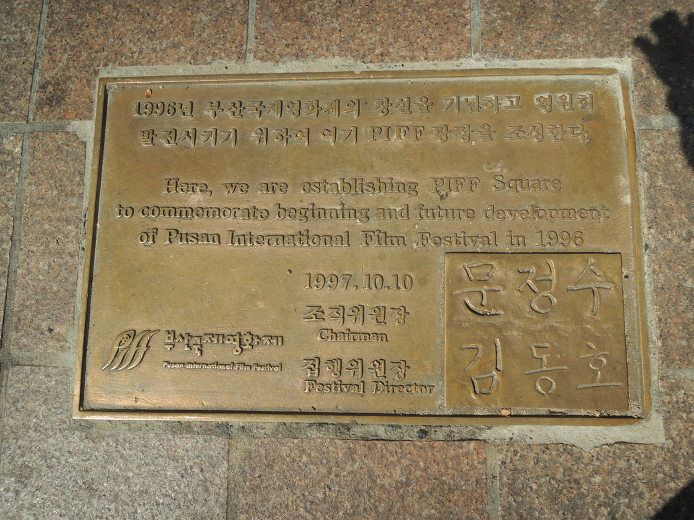 1996년 부산국제영화제의 창설을 기념하고 영원히
발전시키기 위하여 여기 PIFF 광장을 조성한다.
Here, we are establishing PIFF Square
to commemorate beginning and future development
of Pusan International Film Festival in 1996
1997.10.10
조직위원장
Chairman
문정수
집행위원장
Festival Director
김동호
PIFF
부산국제영화제
Pusan International Film Festival